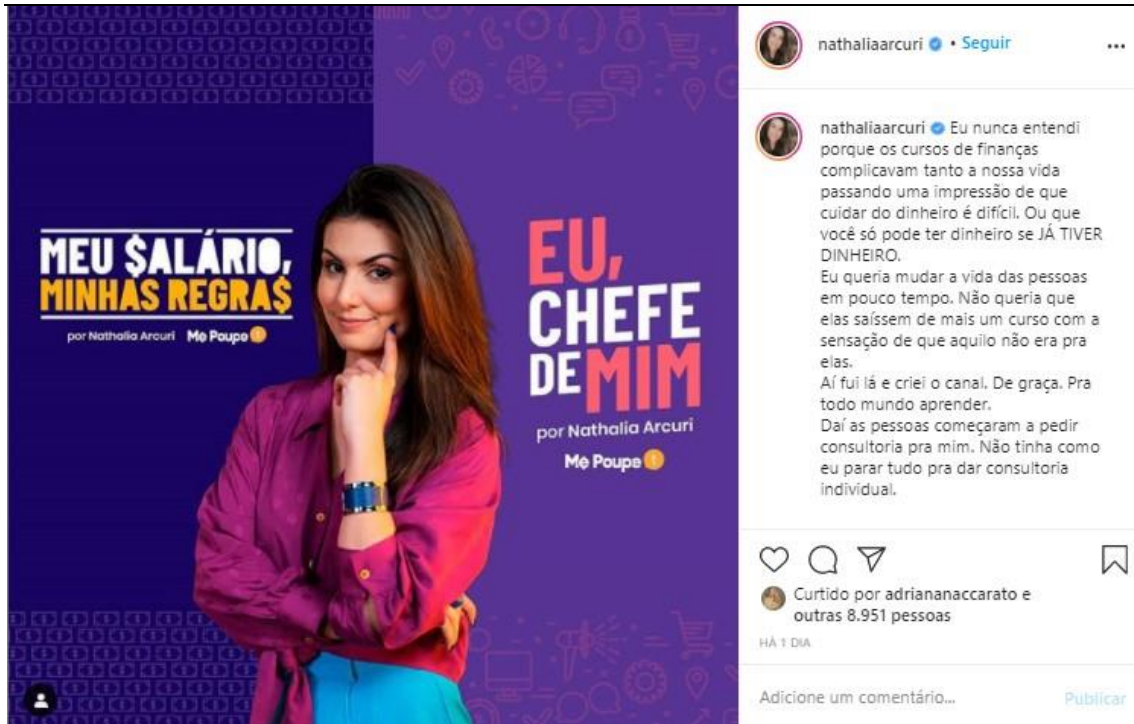 MEU $ALÁRIO,
MINHAS REGRA$
por Nathalia Arcuri Me Poupe !
EU,
CHEFE
DE MIM
por Nathalia Arcuri
Me Poupe !
nathaliaarcuri • Seguir
nathaliaarcuri Eu nunca entendi
porque os cursos de finanças
complicavam tanto a nossa vida
passando uma impressão de que
cuidar do dinheiro é difícil. Ou que
você só pode ter dinheiro se JÁ TIVER
DINHEIRO.
Eu queria mudar a vida das pessoas
em pouco tempo. Não queria que
elas saíssem de mais um curso com a
sensação de que aquilo não era pra
elas.
Aí fui lá e criei o canal. De graça. Pra
todo mundo aprender.
Daí as pessoas começaram a pedir
consultoria pra mim. Não tinha como
eu parar tudo pra dar consultoria
individual.
Curtido por adriananaccarato e
outras 8.951 pessoas
HÁ 1 DIA
Adicione um comentário... Publicar